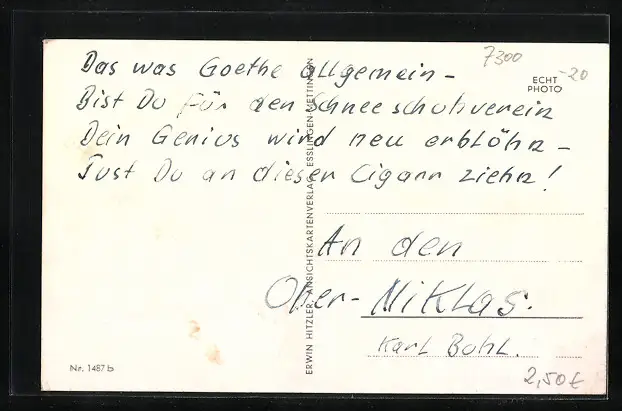 Das was Goethe allgemein –
Bist Du für den Schneeschuhverein
Dein Genius wird neu erblühn –
Tust Du an diesen Cigarrn ziehn!
7300
ECHT
PHOTO
-20
An den
Ober- Niklas.
Karl Bohl.
2,50 €
Nr. 1487 b
ERWIN HITZLER, ANSICHTSKARTENVERLAG, ESSLINGEN-METTINGEN